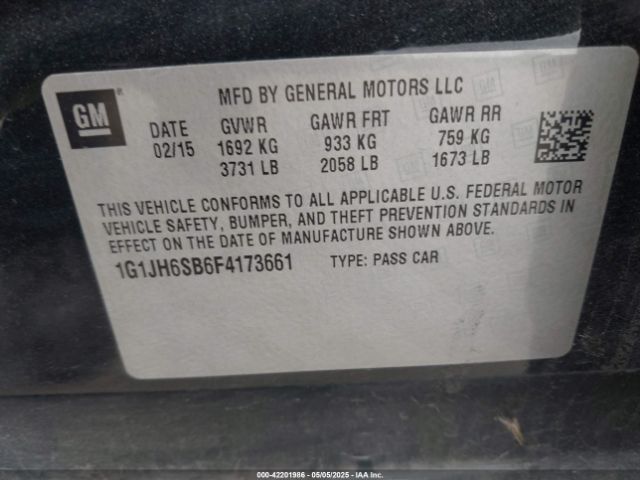 GM
MFD BY GENERAL MOTORS LLC
DATE GVWR GAWR FRT GAWR RR
02/15 1692 KG 933 KG 759 KG
3731 LB 2058 LB 1673 LB
THIS VEHICLE CONFORMS TO ALL APPLICABLE U.S. FEDERAL MOTOR
VEHICLE SAFETY, BUMPER, AND THEFT PREVENTION STANDARDS IN
EFFECT ON THE DATE OF MANUFACTURE SHOWN ABOVE.
1G1JH6SB6F4173661 TYPE: PASS CAR
000-42201986 - 05/05/2025 - IAA Inc.